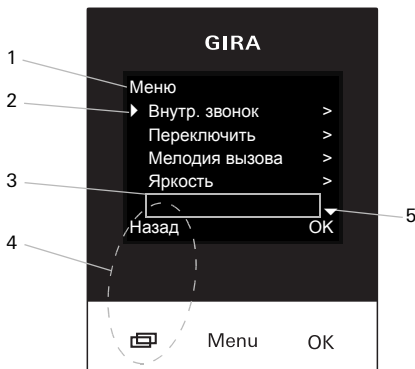 GIRA
1
Меню
2
Внутр. звонок >
Переключить >
Мелодия вызова >
Яркость >
3
5
Назад OK
4
Menu OK